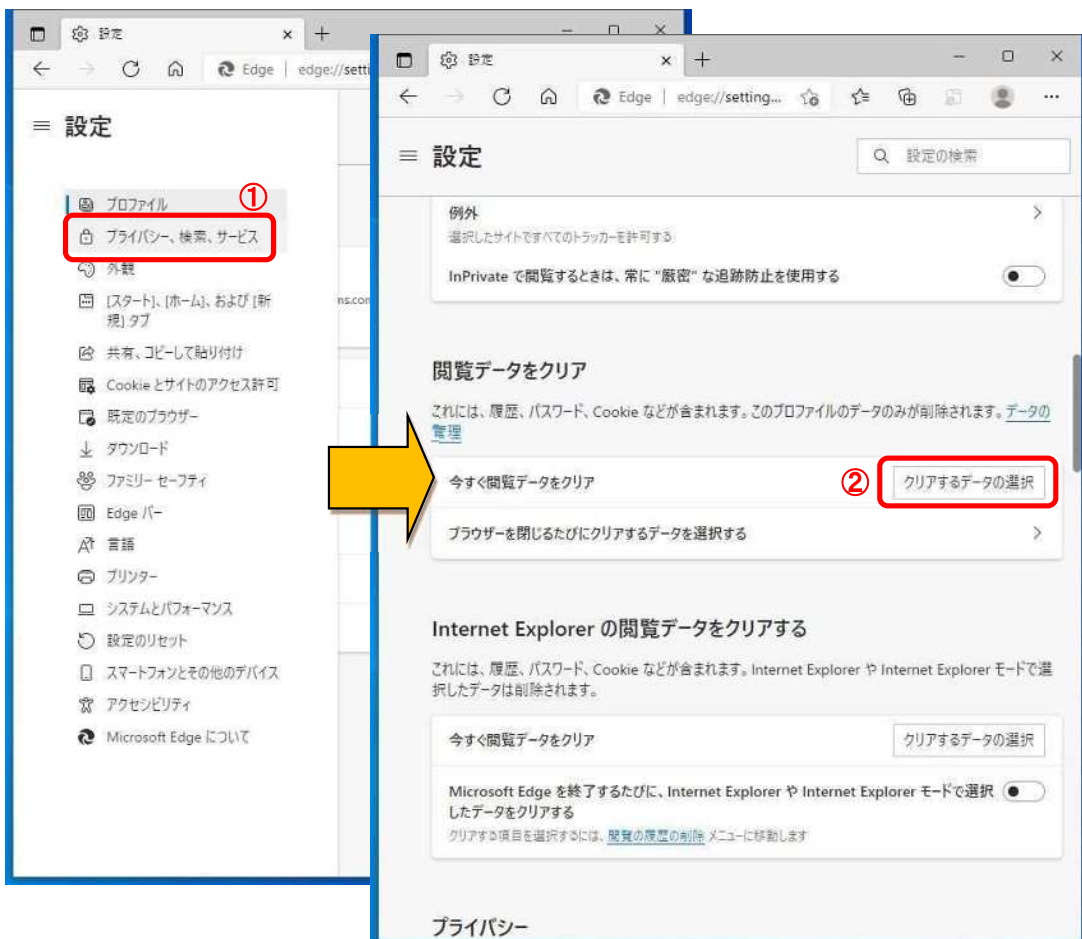 設定
Edge | edge://setti
設定
プロファイル
①
プライバシー、検索、サービス
外観
[スタート]、[ホーム]、および [新
規] タブ
共有、コピーして貼り付け
Cookie とサイトのアクセス許可
既定のブラウザー
ダウンロード
ファミリー セーフティ
Edge バー
言語
プリンター
システムとパフォーマンス
設定のリセット
スマートフォンとその他のデバイス
アクセシビリティ
Microsoft Edge について
ns.com
設定
Edge | edge://setting...
設定
設定の検索
例外
選択したサイトですべてのトラッカーを許可する
InPrivate で閲覧するときは、常に "厳密" な追跡防止を使用する
閲覧データをクリア
これには、履歴、パスワード、Cookie などが含まれます。このプロファイルのデータのみが削除されます。データの
管理
今すぐ閲覧データをクリア
②
クリアするデータの選択
ブラウザーを閉じるたびにクリアするデータを選択する
Internet Explorer の閲覧データをクリアする
これには、履歴、パスワード、Cookie などが含まれます。Internet Explorer や Internet Explorer モードで選
択したデータは削除されます。
今すぐ閲覧データをクリア
クリアするデータの選択
Microsoft Edge を終了するたびに、Internet Explorer や Internet Explorer モードで選択
したデータをクリアする
クリアする項目を選択するには、閲覧の履歴の削除 メニューに移動します
プライバシー